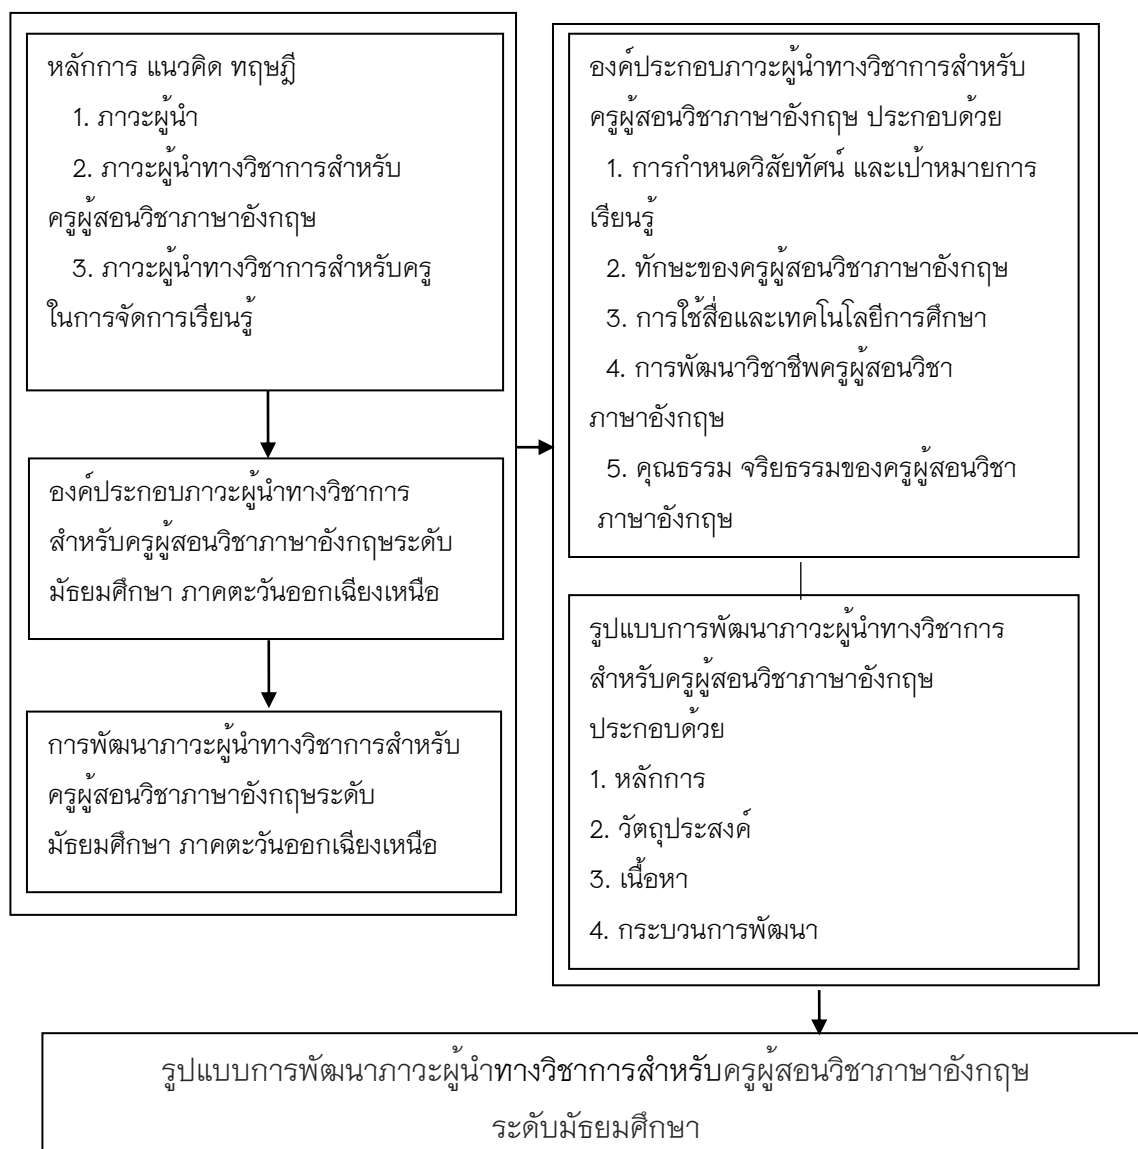 หลักการ แนวคิด ทฤษฎี
1. ภาวะผู้นำ
2. ภาวะผู้นำทางวิชาการสำหรับ
ครูผู้สอนวิชาภาษาอังกฤษ
3. ภาวะผู้นำทางวิชาการสำหรับครู
ในการจัดการเรียนรู้
องค์ประกอบภาวะผู้นำทางวิชาการ
สำหรับครูผู้สอนวิชาภาษาอังกฤษระดับ
มัธยมศึกษา ภาคตะวันออกเฉียงเหนือ
การพัฒนาภาวะผู้นำทางวิชาการสำหรับ
ครูผู้สอนวิชาภาษาอังกฤษระดับ
มัธยมศึกษา ภาคตะวันออกเฉียงเหนือ
องค์ประกอบภาวะผู้นำทางวิชาการสำหรับ
ครูผู้สอนวิชาภาษาอังกฤษ ประกอบด้วย
1. การกำหนดวิสัยทัศน์ และเป้าหมายการ
เรียนรู้
2. ทักษะของครูผู้สอนวิชาภาษาอังกฤษ
3. การใช้สื่อและเทคโนโลยีการศึกษา
4. การพัฒนาวิชาชีพครูผู้สอนวิชา
ภาษาอังกฤษ
5. คุณธรรม จริยธรรมของครูผู้สอนวิชา
ภาษาอังกฤษ
รูปแบบการพัฒนาภาวะผู้นำทางวิชาการ
สำหรับครูผู้สอนวิชาภาษาอังกฤษ
ประกอบด้วย
1. หลักการ
2. วัตถุประสงค์
3. เนื้อหา
4. กระบวนการพัฒนา
รูปแบบการพัฒนาภาวะผู้นำทางวิชาการสำหรับครูผู้สอนวิชาภาษาอังกฤษ
ระดับมัธยมศึกษา